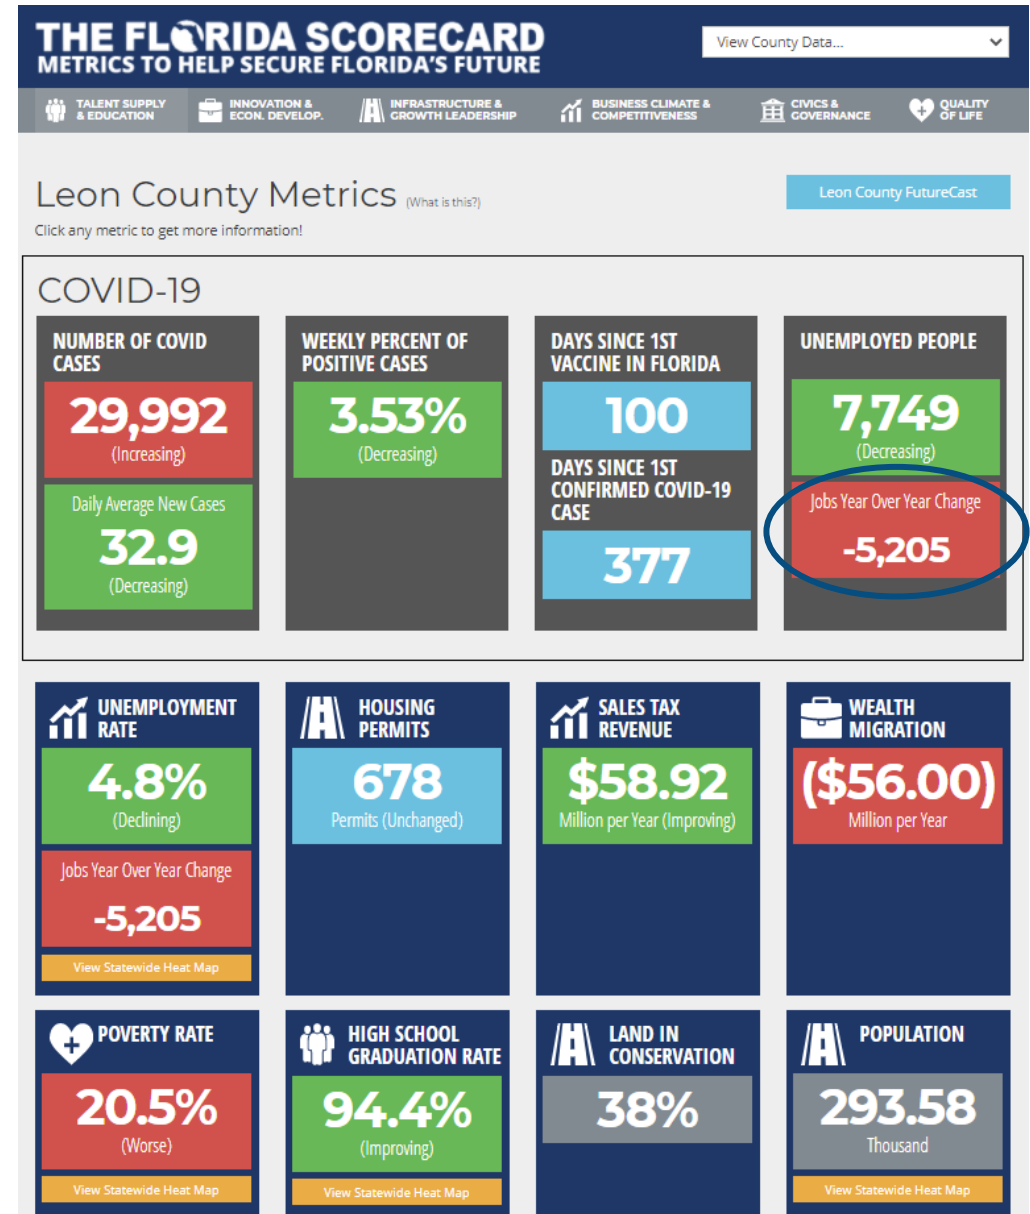 THE FLORIDA SCORECARD
METRICS TO HELP SECURE FLORIDA'S FUTURE
View County Data...
TALENT SUPPLY
& EDUCATION
INNOVATION &
ECON. DEVELOP.
INFRASTRUCTURE &
GROWTH LEADERSHIP
BUSINESS CLIMATE &
COMPETITIVENESS
CIVICS &
GOVERNANCE
QUALITY
OF LIFE
Leon County Metrics (What is this?)
Leon County FutureCast
Click any metric to get more information!
COVID-19
NUMBER OF COVID
CASES
29,992
(Increasing)
Daily Average New Cases
32.9
(Decreasing)
WEEKLY PERCENT OF
POSITIVE CASES
3.53%
(Decreasing)
DAYS SINCE 1ST
VACCINE IN FLORIDA
100
DAYS SINCE 1ST
CONFIRMED COVID-19
CASE
377
UNEMPLOYED PEOPLE
7,749
(Decreasing)
Jobs Year Over Year Change
-5,205
UNEMPLOYMENT
RATE
4.8%
(Declining)
Jobs Year Over Year Change
-5,205
View Statewide Heat Map
HOUSING
PERMITS
678
Permits (Unchanged)
SALES TAX
REVENUE
$58.92
Million per Year (Improving)
WEALTH
MIGRATION
($56.00)
Million per Year
POVERTY RATE
20.5%
(Worse)
View Statewide Heat Map
HIGH SCHOOL
GRADUATION RATE
94.4%
(Improving)
View Statewide Heat Map
LAND IN
CONSERVATION
38%
POPULATION
293.58
Thousand
View Statewide Heat Map